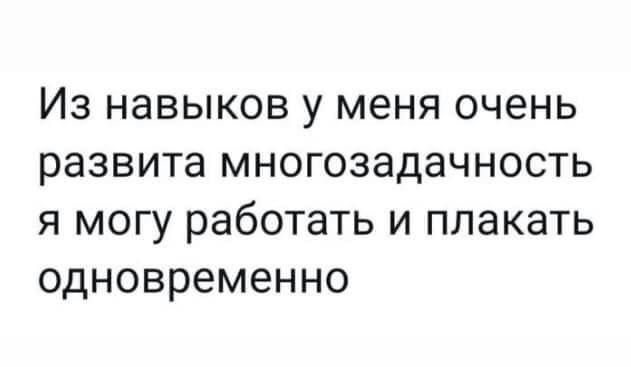 Из навыков у меня очень
развита многозадачность
я могу работать и плакать
одновременно